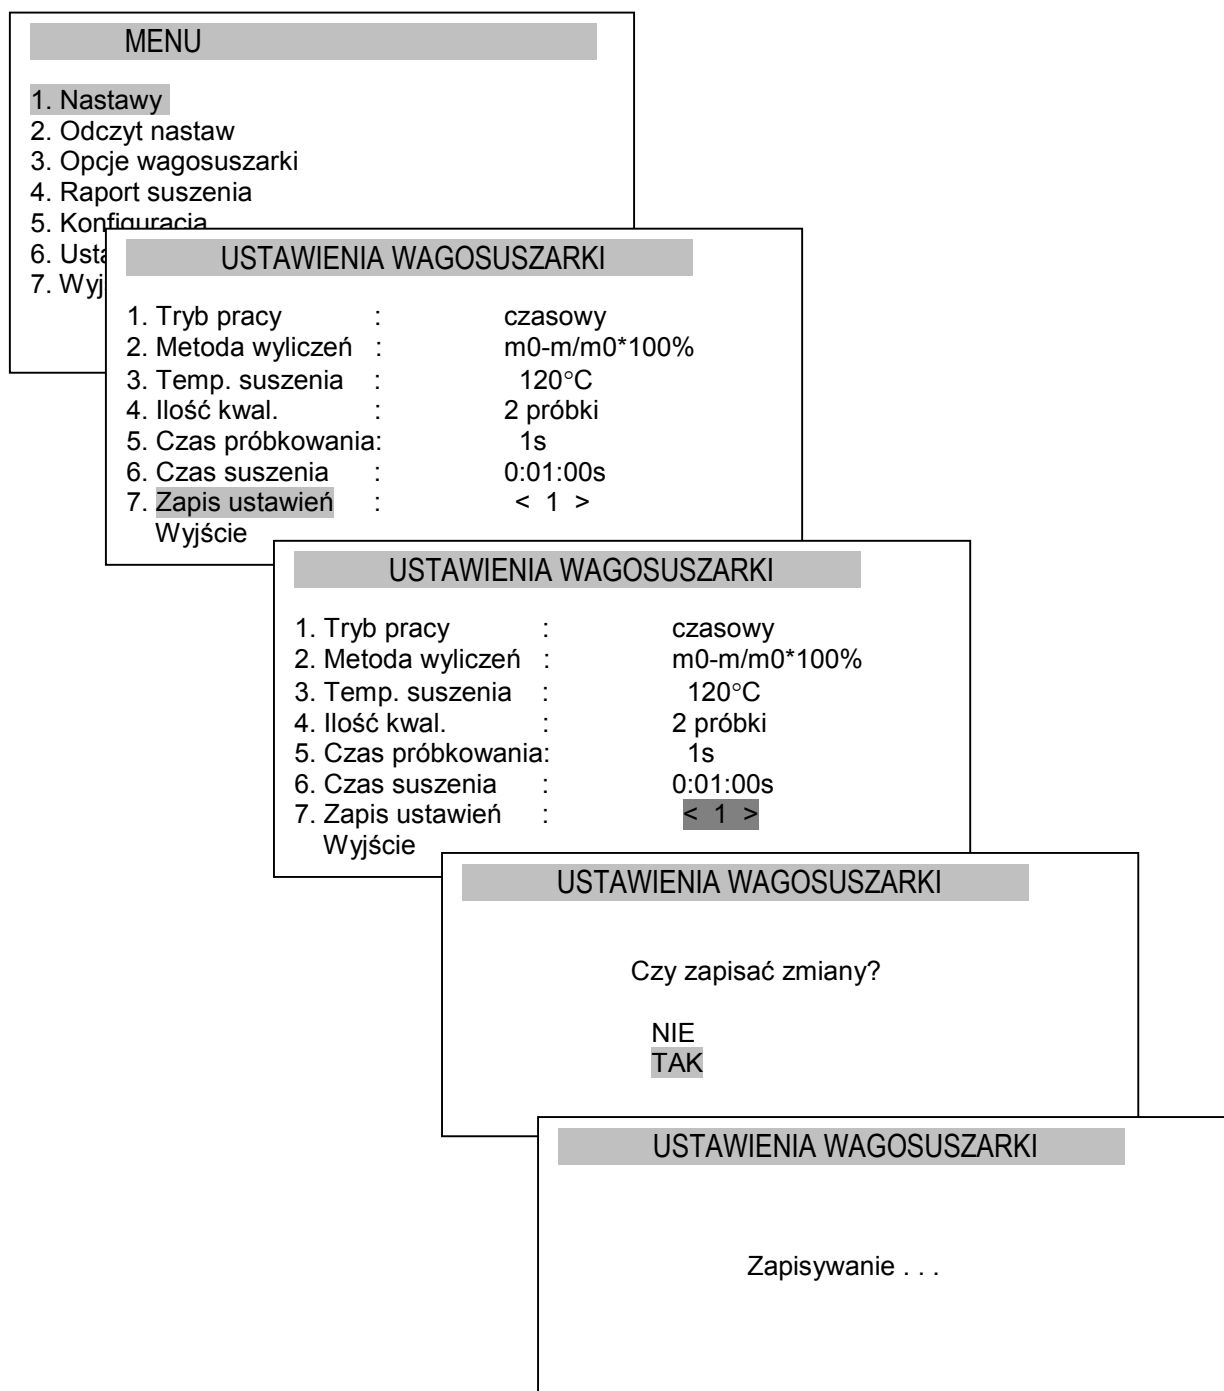 MENU
1. Nastawy
2. Odczyt nastaw
3. Opcje wagosuszarki
4. Raport suszenia
5. Konfiguracja
6. Usta
7. Wyj
USTAWIENIA WAGOSUSZARKI
1. Tryb pracy : czasowy
2. Metoda wyliczeń : m0-m/m0*100%
3. Temp. suszenia : 120°C
4. Ilość kwal. : 2 próbki
5. Czas próbkowania: 1s
6. Czas suszenia : 0:01:00s
7. Zapis ustawień : < 1 >
Wyjście
USTAWIENIA WAGOSUSZARKI
1. Tryb pracy : czasowy
2. Metoda wyliczeń : m0-m/m0*100%
3. Temp. suszenia : 120°C
4. Ilość kwal. : 2 próbki
5. Czas próbkowania: 1s
6. Czas suszenia : 0:01:00s
7. Zapis ustawień : < 1 >
Wyjście
USTAWIENIA WAGOSUSZARKI
Czy zapisać zmiany?
NIE
TAK
USTAWIENIA WAGOSUSZARKI
Zapisywanie . . .